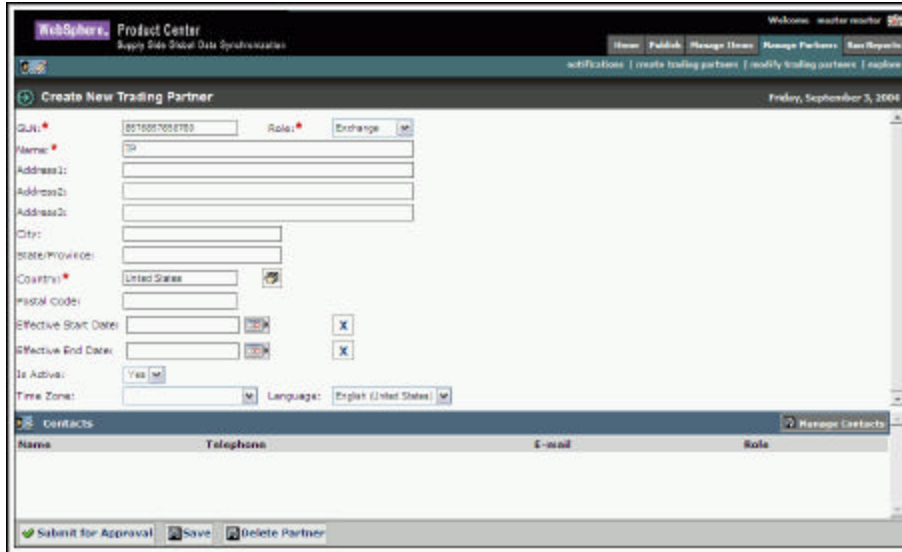 WebSphere. Product Center
Supply Side Global Data Synchronization
Welcome master master
Home Publish Manage Items Manage Partners Run Reports
notifications | create trading partners | modify trading partners | explore
Create New Trading Partner
Friday, September 3, 2004
GLN:*
Role:* Exchange
Name: * TP
Address1:
Address2:
Address3:
City:
State/Province:
Country:* United States
Postal Code:
Effective Start Date: X
Effective End Date: X
Is Active: Yes
Time Zone: Language: English (United States)
Contacts Manage Contacts
Name Telephone E-mail Role
Submit for Approval Save Delete Partner